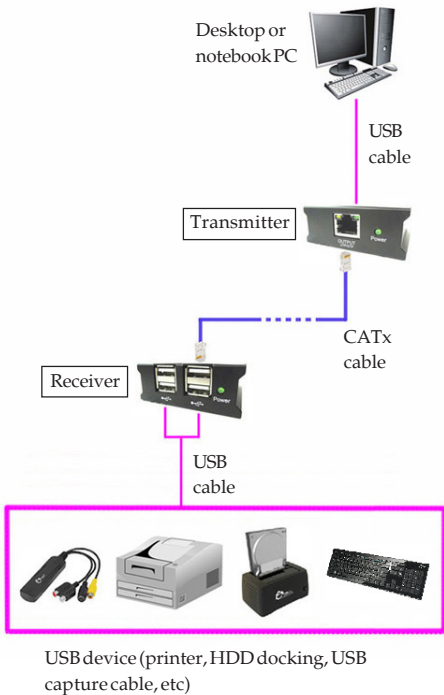 Desktop or
notebook PC
USB
cable
Transmitter
OUTPUT
Power
CATx
cable
Receiver
Power
USB
cable
USB device (printer, HDD docking, USB
capture cable, etc)